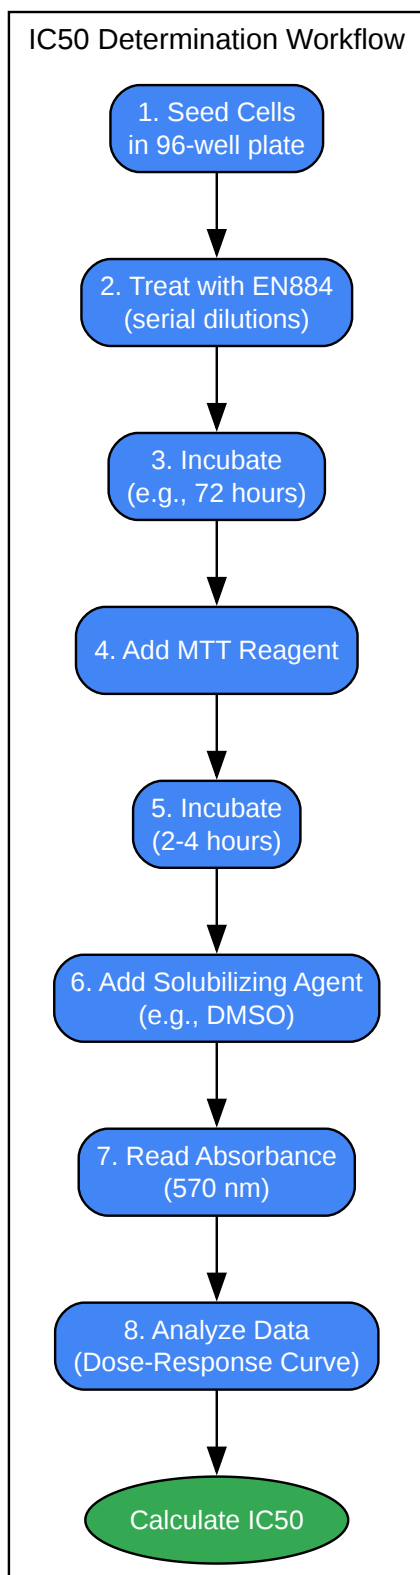 IC50 Determination Workflow
1. Seed Cells
in 96-well plate
2. Treat with EN884
(serial dilutions)
3. Incubate
(e.g., 72 hours)
4. Add MTT Reagent
5. Incubate
(2-4 hours)
6. Add Solubilizing Agent
(e.g., DMSO)
7. Read Absorbance
(570 nm)
8. Analyze Data
(Dose-Response Curve)
Calculate IC50